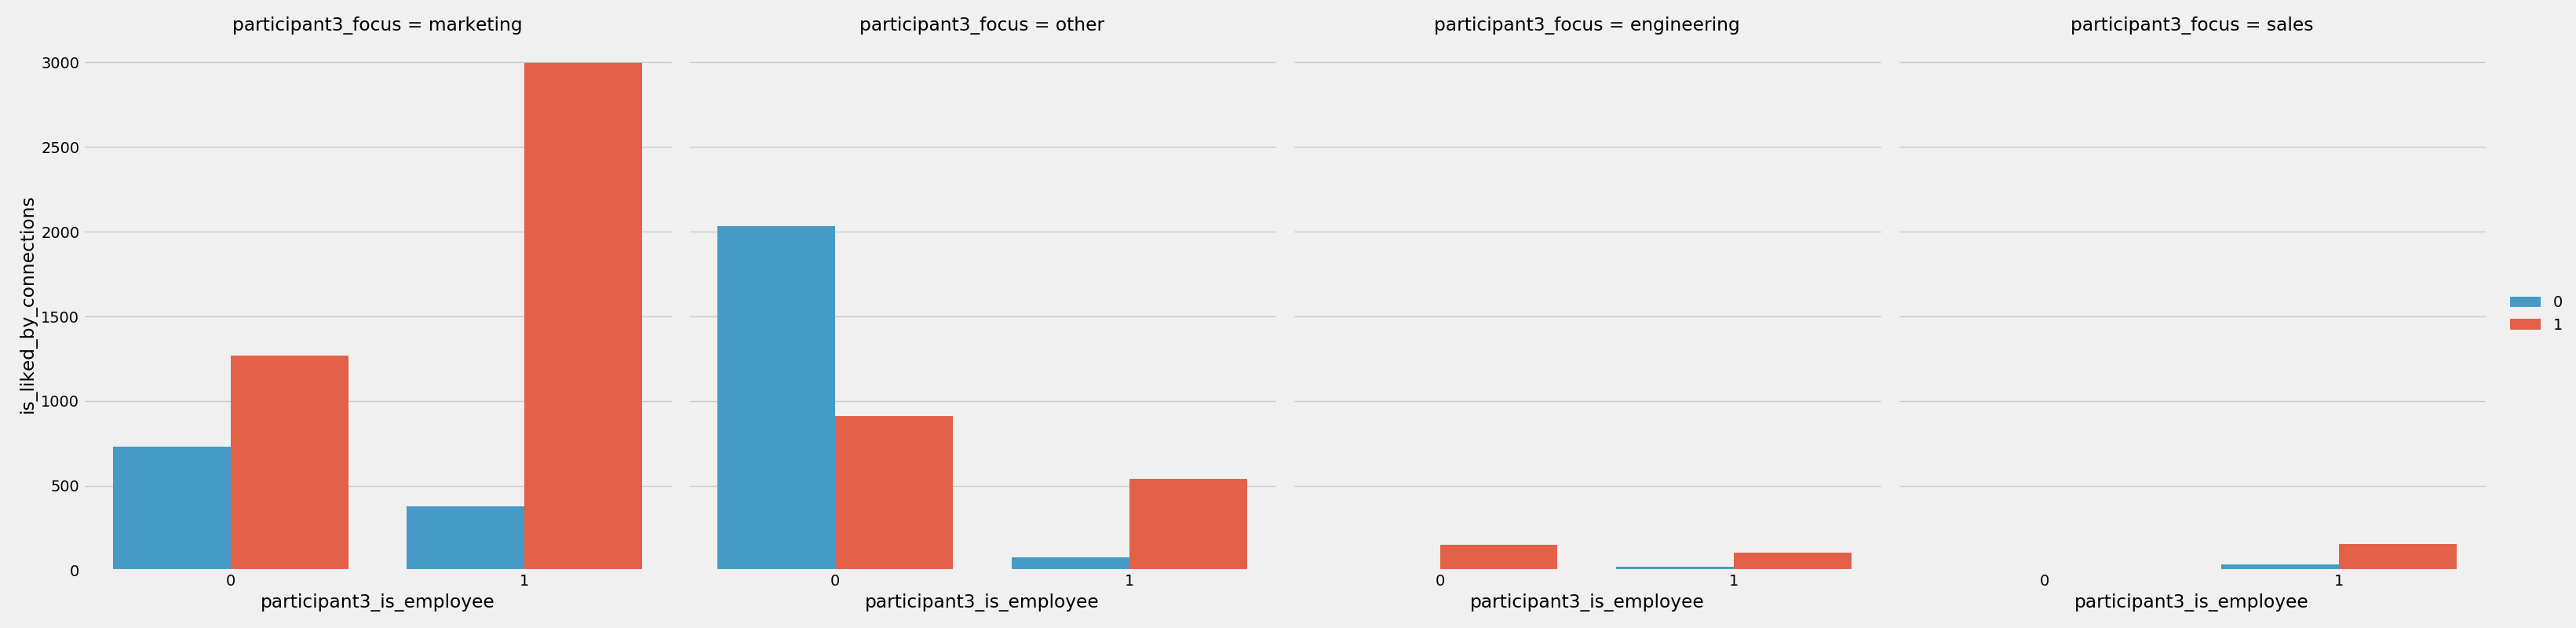 participant3_focus = marketing
participant3_focus = other
participant3_focus = engineering
participant3_focus = sales
is_liked_by_connections
3000
2500
2000
1500
1000
500
0
0 1
0 1
0 1
0 1
participant3_is_employee
participant3_is_employee
participant3_is_employee
participant3_is_employee
0
1